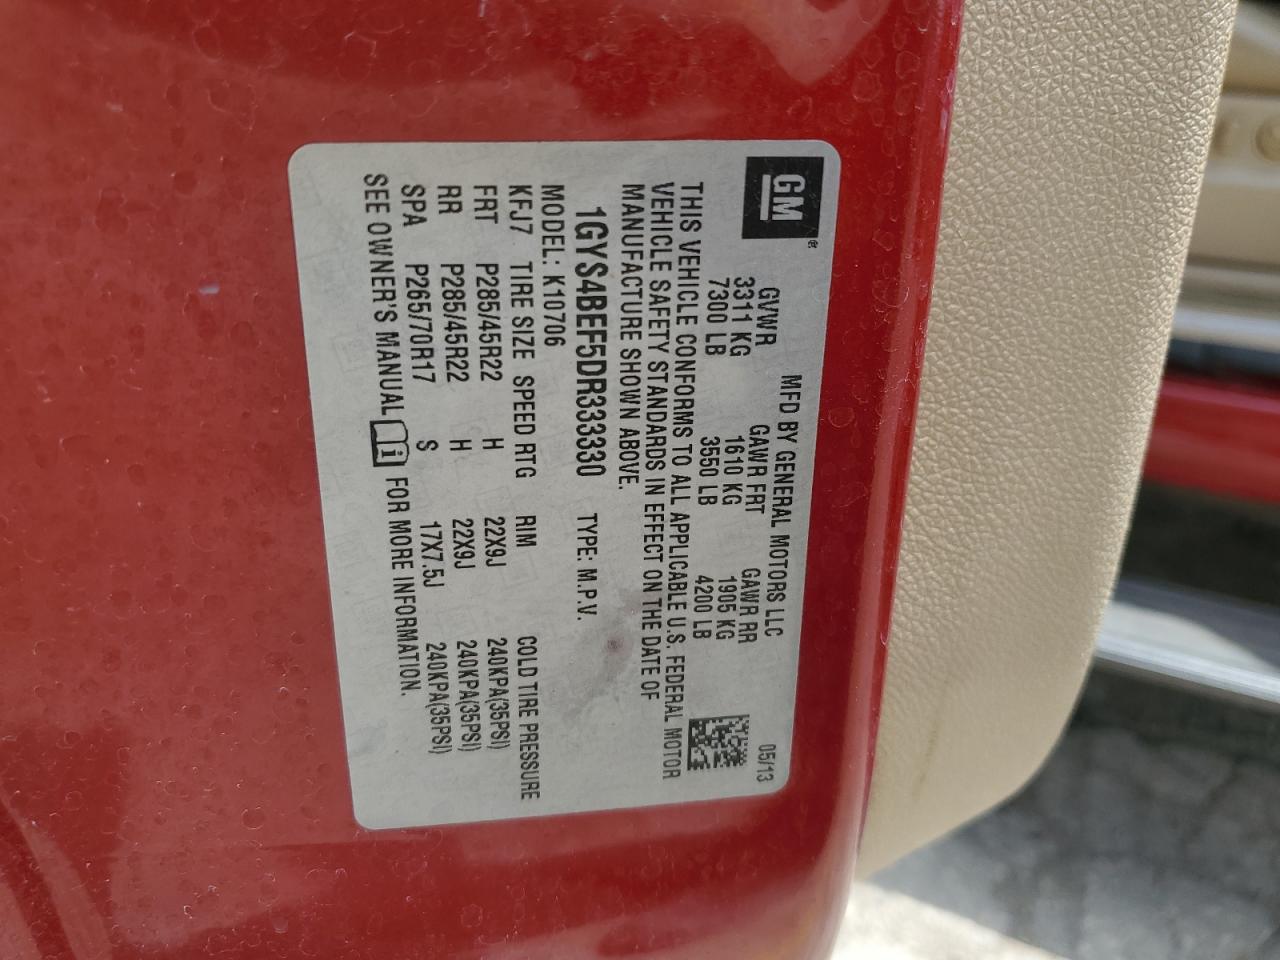 GM
MFD BY GENERAL MOTORS LLC 05/13
GVWR GAWR FRT GAWR RR
3311 KG 1610 KG 1905 KG
7300 LB 3550 LB 4200 LB
THIS VEHICLE CONFORMS TO ALL APPLICABLE U.S. FEDERAL MOTOR
VEHICLE SAFETY STANDARDS IN EFFECT ON THE DATE OF
MANUFACTURE SHOWN ABOVE.
1GYS4BEF5DR333330 TYPE: M.P.V.
MODEL: K10706
KFJ7 TIRE SIZE SPEED RTG RIM COLD TIRE PRESSURE
FRT P285/45R22 H 22X9J 240KPA(35PSI)
RR P285/45R22 H 22X9J 240KPA(35PSI)
SPA P265/70R17 S 17X7.5J 240KPA(35PSI)
SEE OWNER'S MANUAL i FOR MORE INFORMATION.